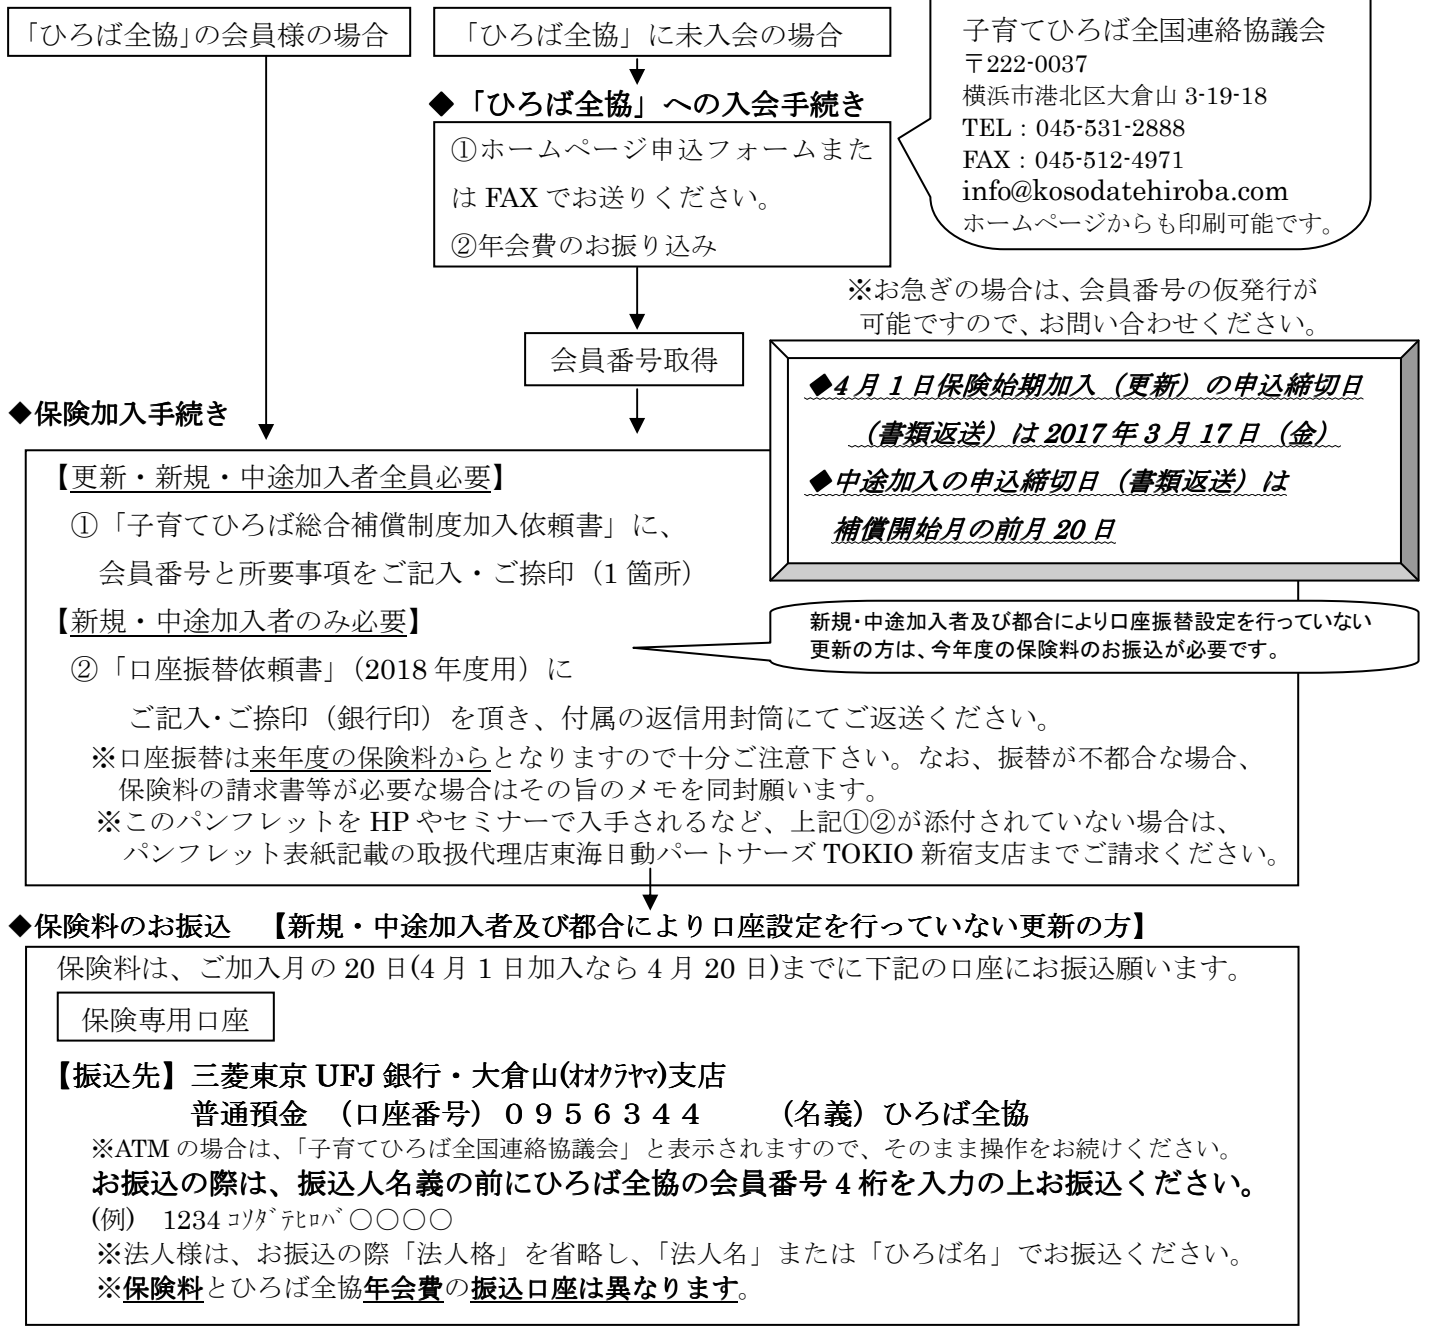 「ひろば全協」の会員様の場合
「ひろば全協」に未入会の場合
◆「ひろば全協」への入会手続き
①ホームページ申込フォームまた
は FAX でお送りください。
②年会費のお振り込み
子育てひろば全国連絡協議会
〒222-0037
横浜市港北区大倉山 3-19-18
TEL：045-531-2888
FAX：045-512-4971
info@kosodatehiroba.com
ホームページからも印刷可能です。
※お急ぎの場合は、会員番号の仮発行が
可能ですので、お問い合わせください。
会員番号取得
◆4 月 1 日保険始期加入（更新）の申込締切日
（書類返送）は 2017 年 3 月 17 日（金）
◆中途加入の申込締切日（書類返送）は
補償開始月の前月 20 日
◆保険加入手続き
【更新・新規・中途加入者全員必要】
①「子育てひろば総合補償制度加入依頼書」に、
会員番号と所要事項をご記入・ご捺印（1 箇所）
【新規・中途加入者のみ必要】
②「口座振替依頼書」（2018 年度用）に
ご記入・ご捺印（銀行印）を頂き、付属の返信用封筒にてご返送ください。
新規・中途加入者及び都合により口座振替設定を行っていない
更新の方は、今年度の保険料のお振込が必要です。
※口座振替は来年度の保険料からとなりますので十分ご注意下さい。なお、振替が不都合な場合、
保険料の請求書等が必要な場合はその旨のメモを同封願います。
※このパンフレットを HP やセミナーで入手されるなど、上記①②が添付されていない場合は、
パンフレット表紙記載の取扱代理店東海日動パートナーズ TOKIO 新宿支店までご請求ください。
◆保険料のお振込　【新規・中途加入者及び都合により口座設定を行っていない更新の方】
保険料は、ご加入月の 20 日(4 月 1 日加入なら 4 月 20 日)までに下記の口座にお振込願います。
保険専用口座
【振込先】三菱東京 UFJ 銀行・大倉山(ｵｵｸﾗﾔﾏ)支店
普通預金　（口座番号）０９５６３４４　　（名義）ひろば全協
※ATM の場合は、「子育てひろば全国連絡協議会」と表示されますので、そのまま操作をお続けください。
お振込の際は、振込人名義の前にひろば全協の会員番号 4 桁を入力の上お振込ください。
(例)　1234 ｺｿﾀﾞﾃﾋﾛﾊﾞ○○○○
※法人様は、お振込の際「法人格」を省略し、「法人名」または「ひろば名」でお振込ください。
※保険料とひろば全協年会費の振込口座は異なります。